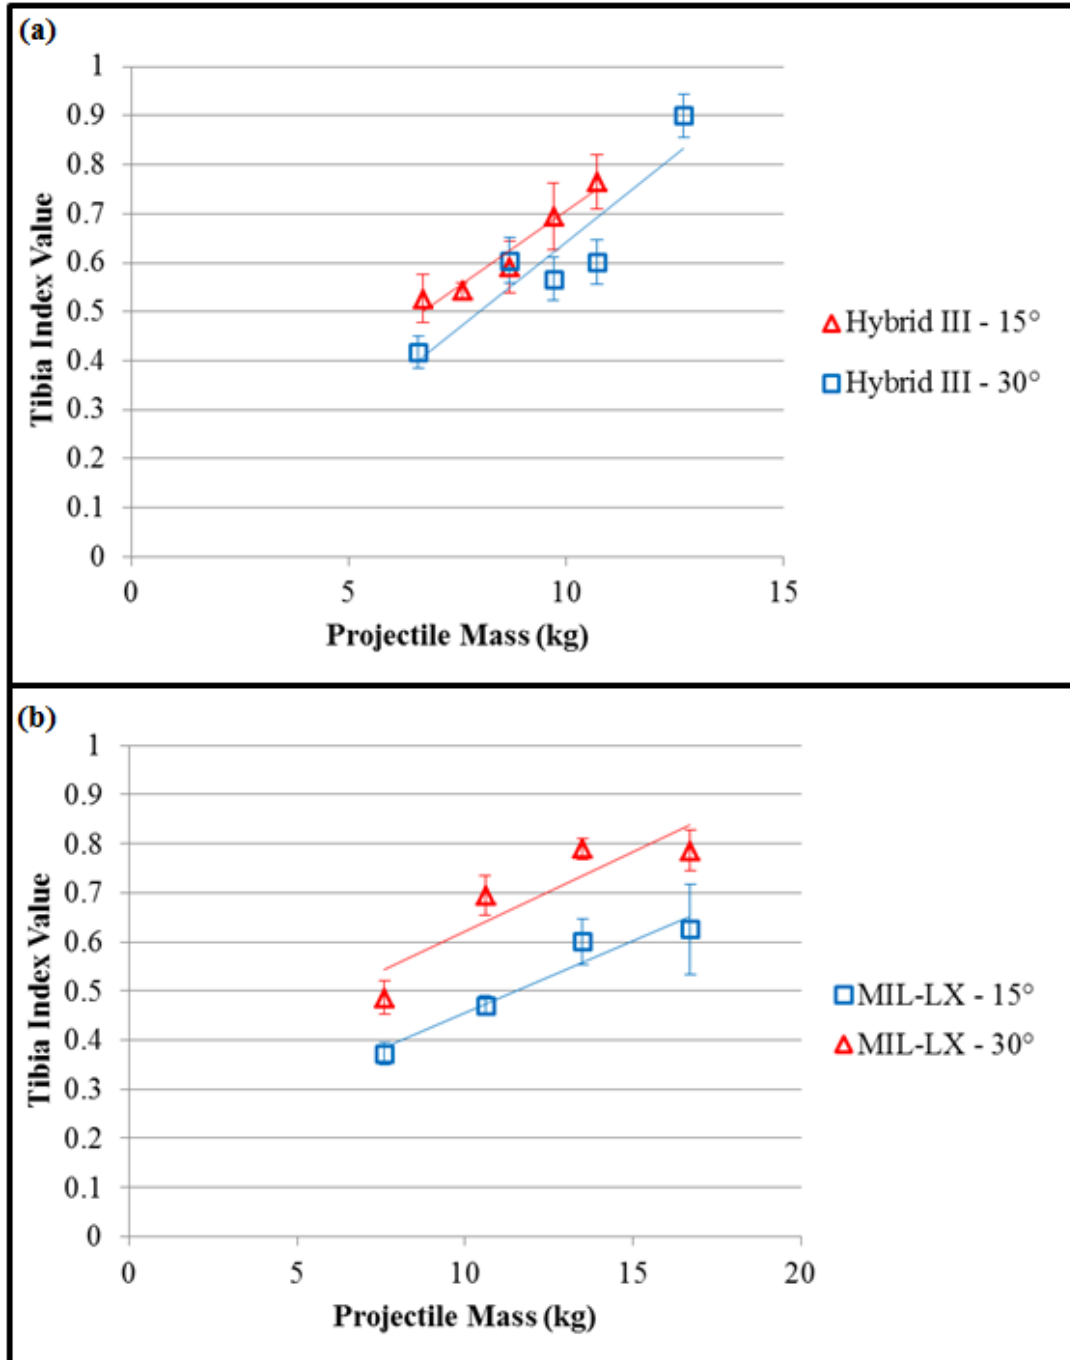 (a)
1
0.9
0.8
0.7
0.6
0.5
0.4
0.3
0.2
0.1
0
Tibia Index Value
0 5 10 15
Projectile Mass (kg)
Hybrid III - 15°
Hybrid III - 30°
(b)
1
0.9
0.8
0.7
0.6
0.5
0.4
0.3
0.2
0.1
0
Tibia Index Value
0 5 10 15 20
Projectile Mass (kg)
MIL-LX - 15°
MIL-LX - 30°